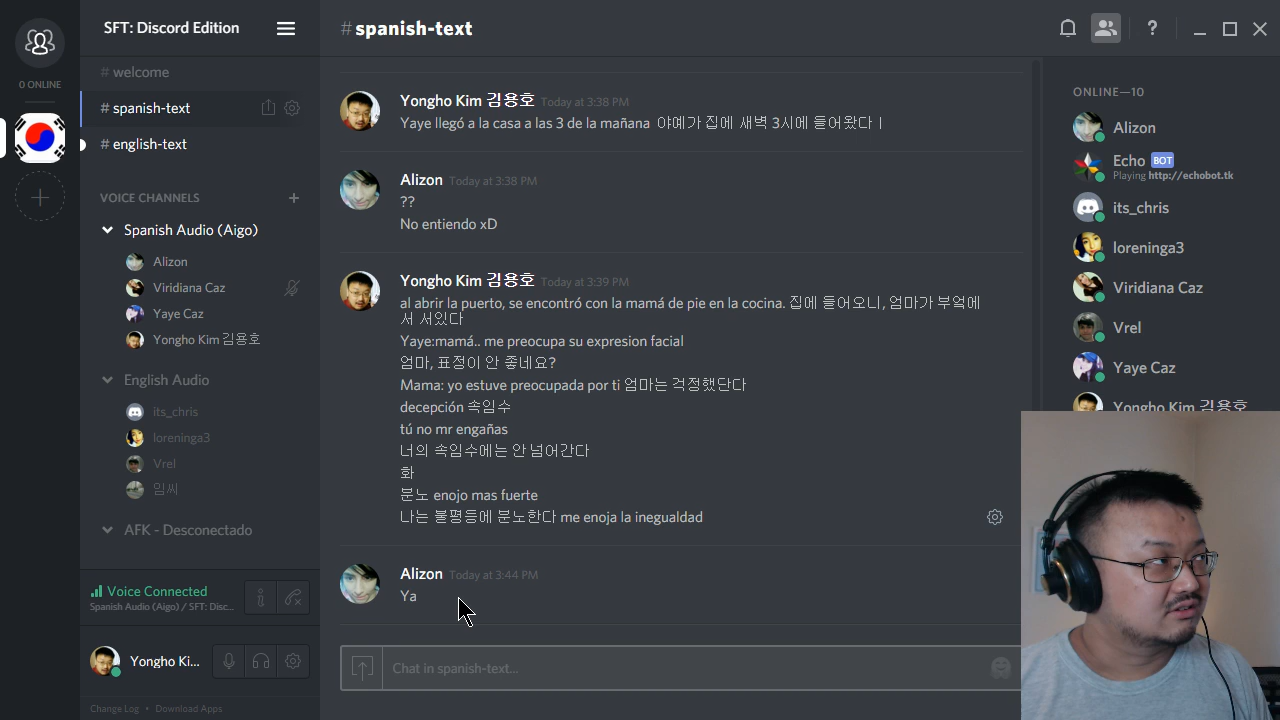 SFT: Discord Edition
0 ONLINE
# welcome
# spanish-text
# english-text
VOICE CHANNELS
Spanish Audio (Aigo)
Alizon
Viridiana Caz
Yaye Caz
Yongho Kim 김용호
English Audio
its_chris
loreninga3
Vrel
임씨
AFK - Desconectado
Voice Connected
Spanish Audio (Aigo) / SFT: Disc...
Yongho Ki...
Change Log • Download Apps
# spanish-text
Yongho Kim 김용호 Today at 3:38 PM
Yaye llegó a la casa a las 3 de la mañana 야예가 집에 새벽 3시에 들어왔다ㅣ
Alizon Today at 3:38 PM
??
No entiendo xD
Yongho Kim 김용호 Today at 3:39 PM
al abrir la puerto, se encontró con la mamá de pie en la cocina. 집에 들어오니, 엄마가 부엌에
서 서있다
Yaye:mamá.. me preocupa su expresion facial
엄마, 표정이 안 좋네요?
Mama: yo estuve preocupada por ti 엄마는 걱정했단다
decepción 속임수
tú no mr engañas
너의 속임수에는 안 넘어간다
화
분노 enojo mas fuerte
나는 불평등에 분노한다 me enoja la inegualdad
Alizon Today at 3:44 PM
Ya
Chat in spanish-text...
?
ONLINE—10
Alizon
Echo BOT
Playing http://echobot.tk
its_chris
loreninga3
Viridiana Caz
Vrel
Yaye Caz
Yongho Kim 김용호